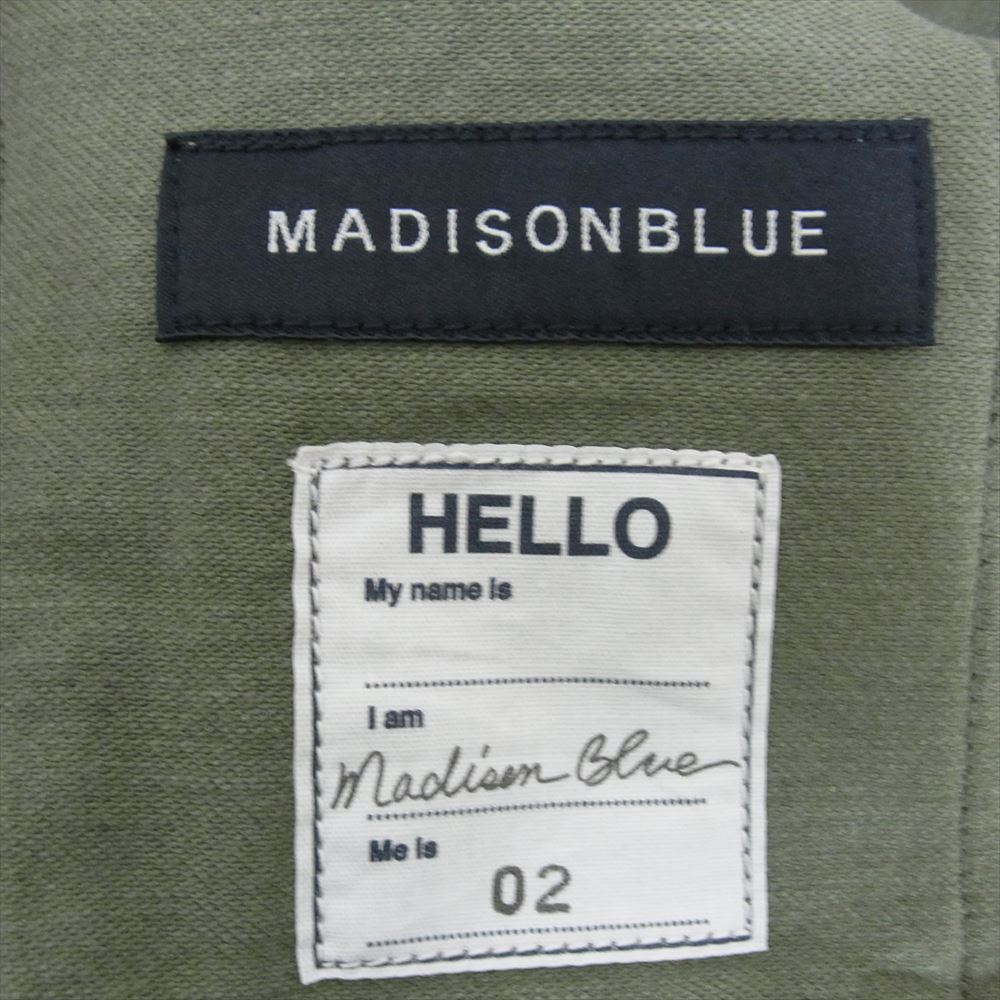 MADISONBLUE
HELLO
My name is
I am
Madison Blue
Me is
02